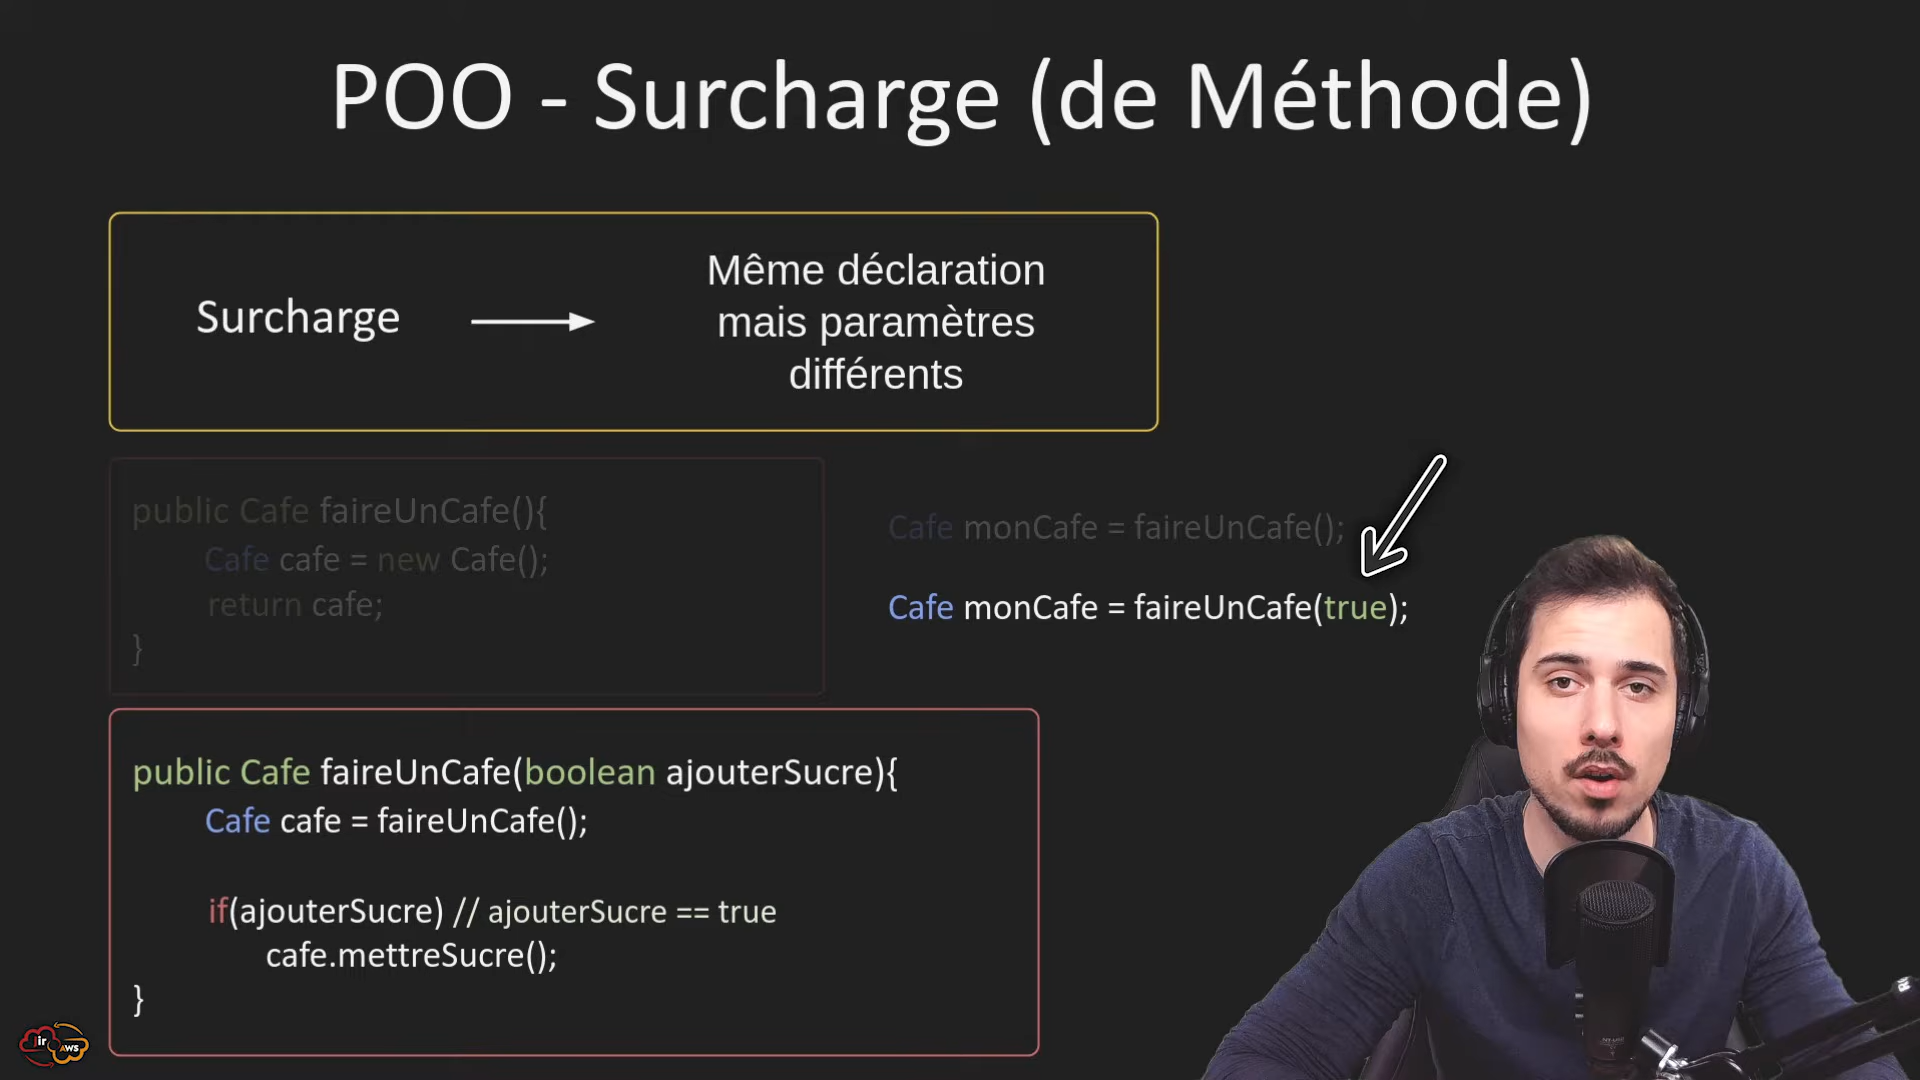 POO - Surcharge (de Méthode)
Surcharge
Même déclaration
mais paramètres
différents
public Cafe faireUnCafe(){
Cafe cafe = new Cafe();
return cafe;
}
Cafe monCafe = faireUnCafe();
Cafe monCafe = faireUnCafe(true);
public Cafe faireUnCafe(boolean ajouterSucre){
Cafe cafe = faireUnCafe();
if(ajouterSucre) // ajouterSucre == true
cafe.mettreSucre();
}
Jir
AWS